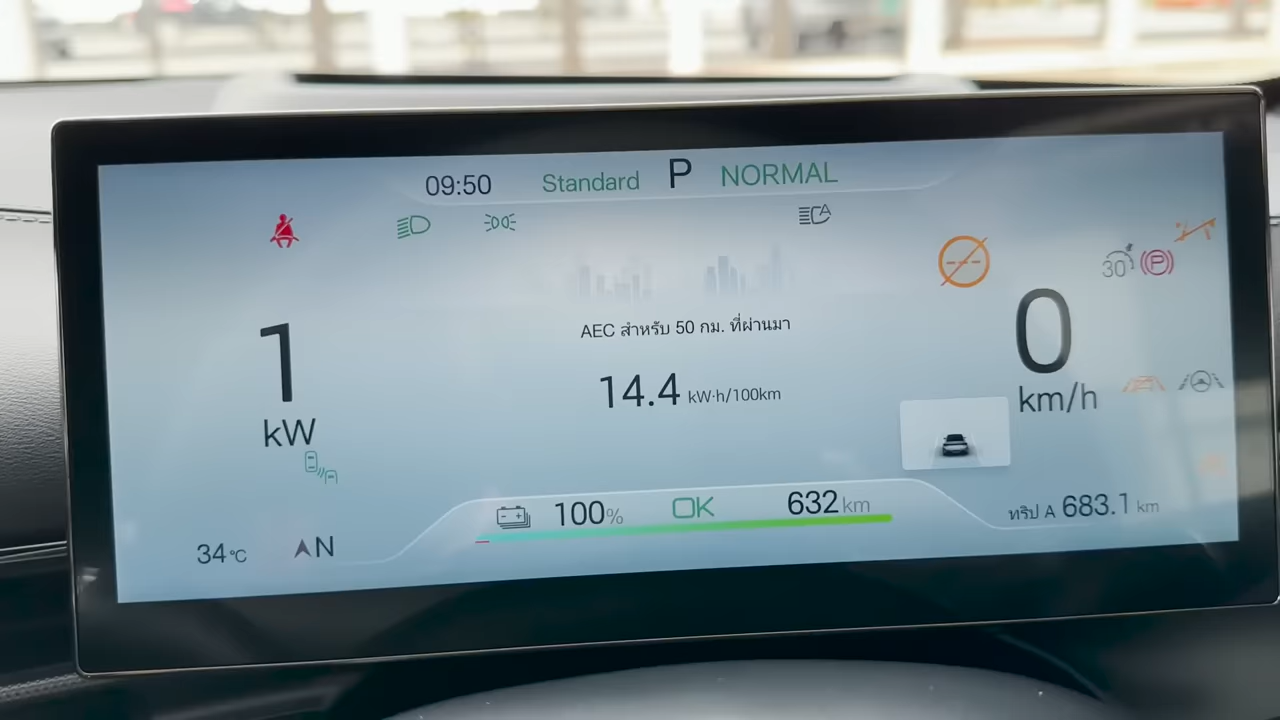 09:50 Standard P NORMAL
A
30 P
1
kW
AEC สำหรับ 50 กม. ที่ผ่านมา
14.4 kW·h/100km
0
km/h
100% OK 632 km
ทริป A 683.1 km
34°C N